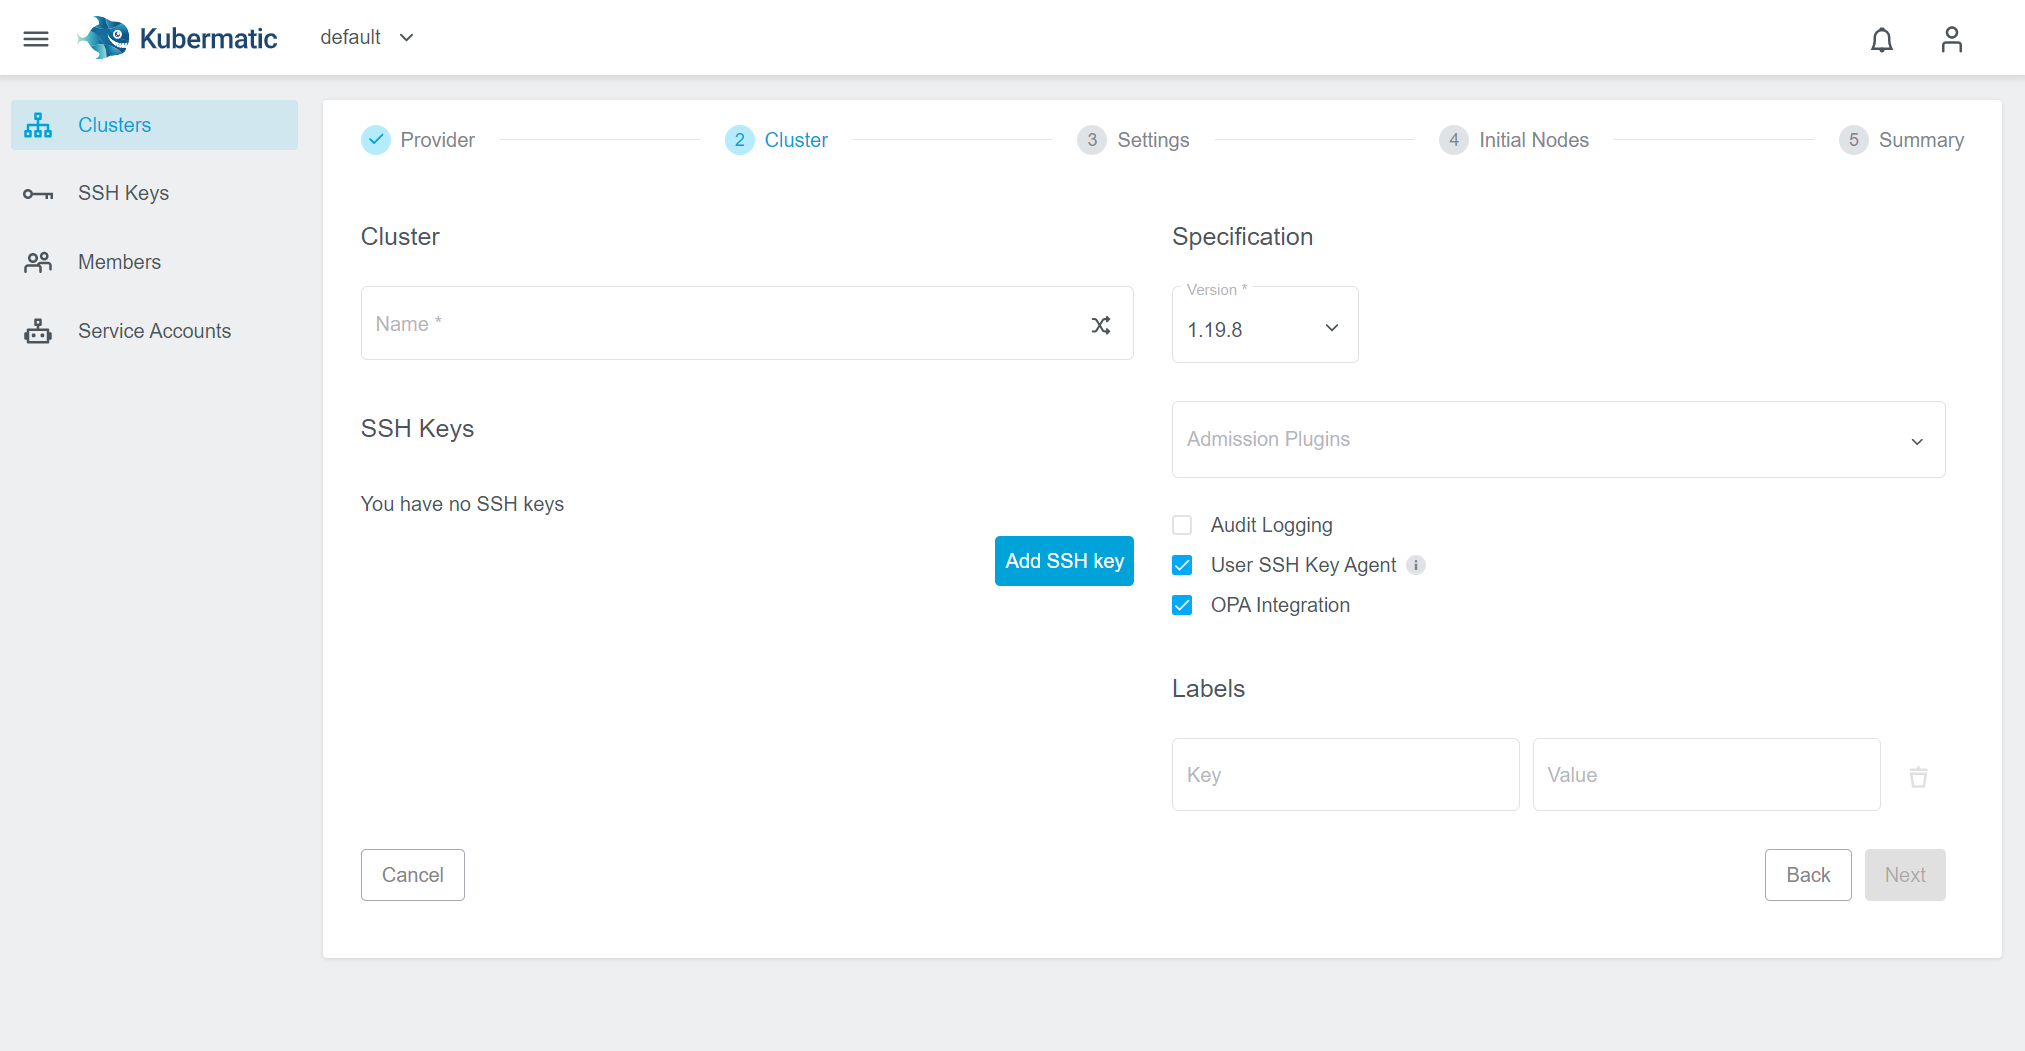 Kubermatic
default
Clusters
SSH Keys
Members
Service Accounts
Provider
2 Cluster
3 Settings
4 Initial Nodes
5 Summary
Cluster
Name *
SSH Keys
You have no SSH keys
Add SSH key
Specification
Version *
1.19.8
Admission Plugins
Audit Logging
User SSH Key Agent i
OPA Integration
Labels
Key
Value
Cancel
Back
Next